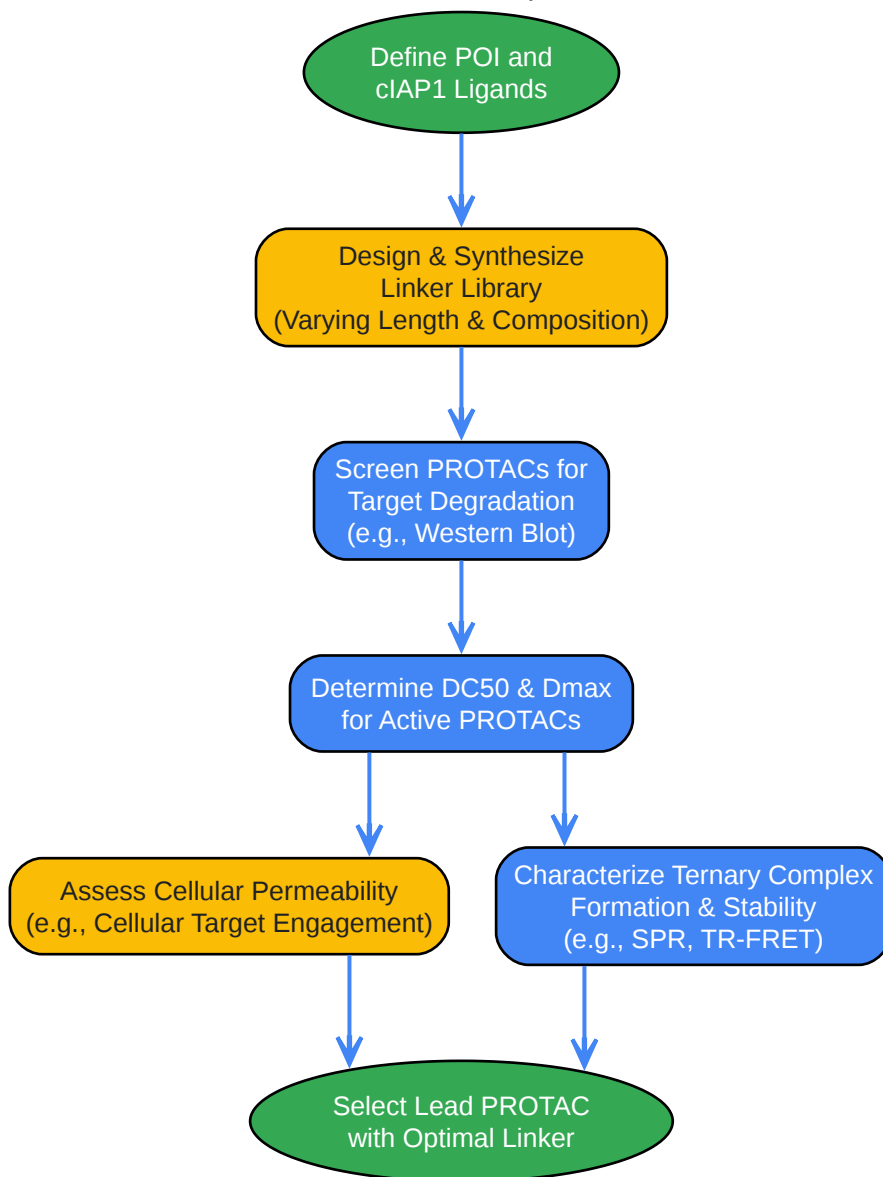 Define POI and
cIAP1 Ligands
Design & Synthesize
Linker Library
(Varying Length & Composition)
Screen PROTACs for
Target Degradation
(e.g., Western Blot)
Determine DC50 & Dmax
for Active PROTACs
Assess Cellular Permeability
(e.g., Cellular Target Engagement)
Characterize Ternary Complex
Formation & Stability
(e.g., SPR, TR-FRET)
Select Lead PROTAC
with Optimal Linker